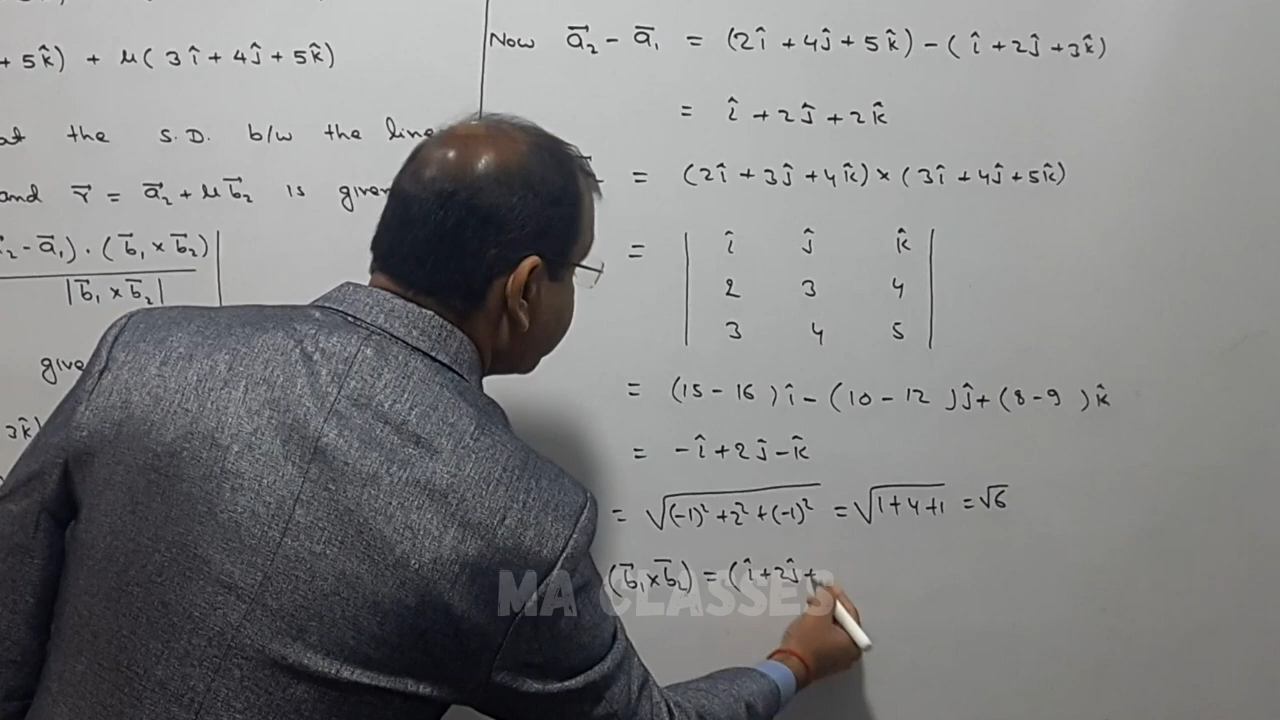 + 5k̂) + μ( 3î + 4ĵ + 5k̂)
at the S.D. b/w the line
and r⃗ = a⃗₂ + μb⃗₂ is given
₂ - a⃗₁) . (b⃗₁ × b⃗₂)|
|b⃗₁ × b⃗₂|
give
3k̂)
Now a⃗₂ - a⃗₁ = (2î + 4ĵ + 5k̂) - (î + 2ĵ + 3k̂)
= î + 2ĵ + 2k̂
= (2î + 3ĵ + 4k̂) × (3î + 4ĵ + 5k̂)
= | î ĵ k̂ |
2 3 4
3 4 5
= (15 - 16 )î - (10 - 12 )ĵ + (8 - 9 )k̂
= -î + 2ĵ - k̂
= √(-1)² + 2² + (-1)² = √1 + 4 + 1 = √6
(b⃗₁ × b⃗₂) = (î + 2ĵ +
MA CLASSES